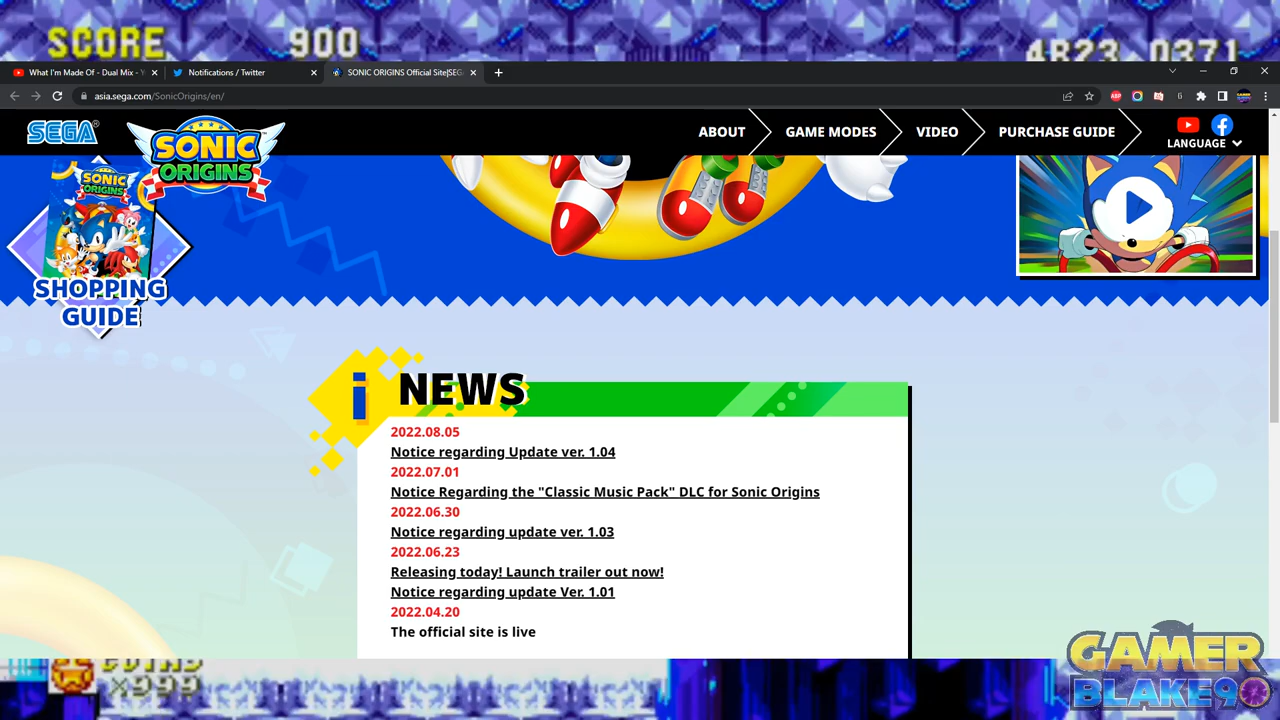 SCORE 900
4823 0371
What I'm Made Of - Dual Mix - Y
Notifications / Twitter
SONIC ORIGINS Official Site|SEG
asia.sega.com/SonicOrigins/en/
ABP
SEGA
SONIC
ORIGINS
ABOUT
GAME MODES
VIDEO
PURCHASE GUIDE
LANGUAGE
SONIC
ORIGINS
SHOPPING
GUIDE
i NEWS
2022.08.05
Notice regarding Update ver. 1.04
2022.07.01
Notice Regarding the "Classic Music Pack" DLC for Sonic Origins
2022.06.30
Notice regarding update ver. 1.03
2022.06.23
Releasing today! Launch trailer out now!
Notice regarding update Ver. 1.01
2022.04.20
The official site is live
COINS
x999
GAMER
BLAKE90